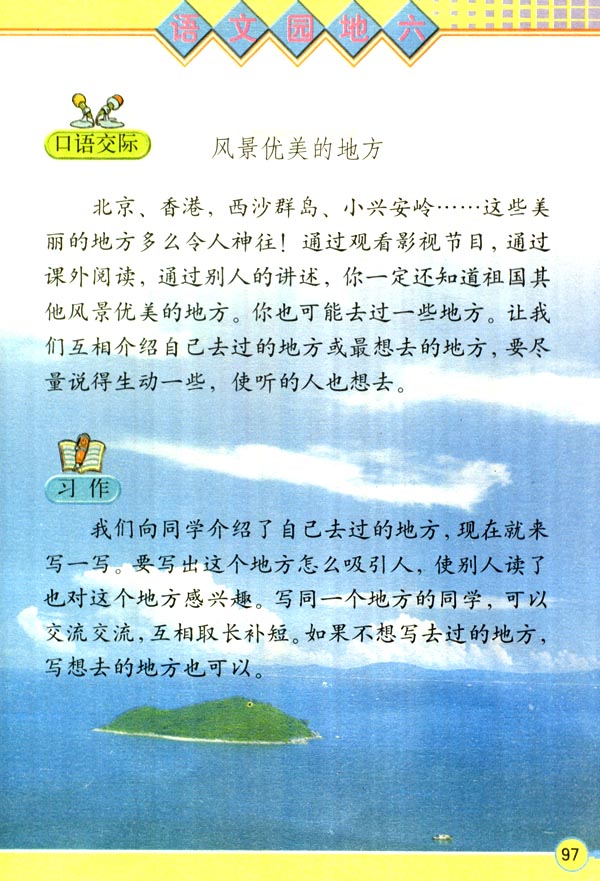 语文园地六
口语交际
风景优美的地方
北京、香港，西沙群岛、小兴安岭……这些美
丽的地方多么令人神往！通过观看影视节目，通过
课外阅读，通过别人的讲述，你一定还知道祖国其
他风景优美的地方。你也可能去过一些地方。让我
们互相介绍自己去过的地方或最想去的地方，要尽
量说得生动一些，使听的人也想去。
习作
我们向同学介绍了自己去过的地方，现在就来
写一写。要写出这个地方怎么吸引人，使别人读了
也对这个地方感兴趣。写同一个地方的同学，可以
交流交流，互相取长补短。如果不想写去过的地方，
写想去的地方也可以。
97